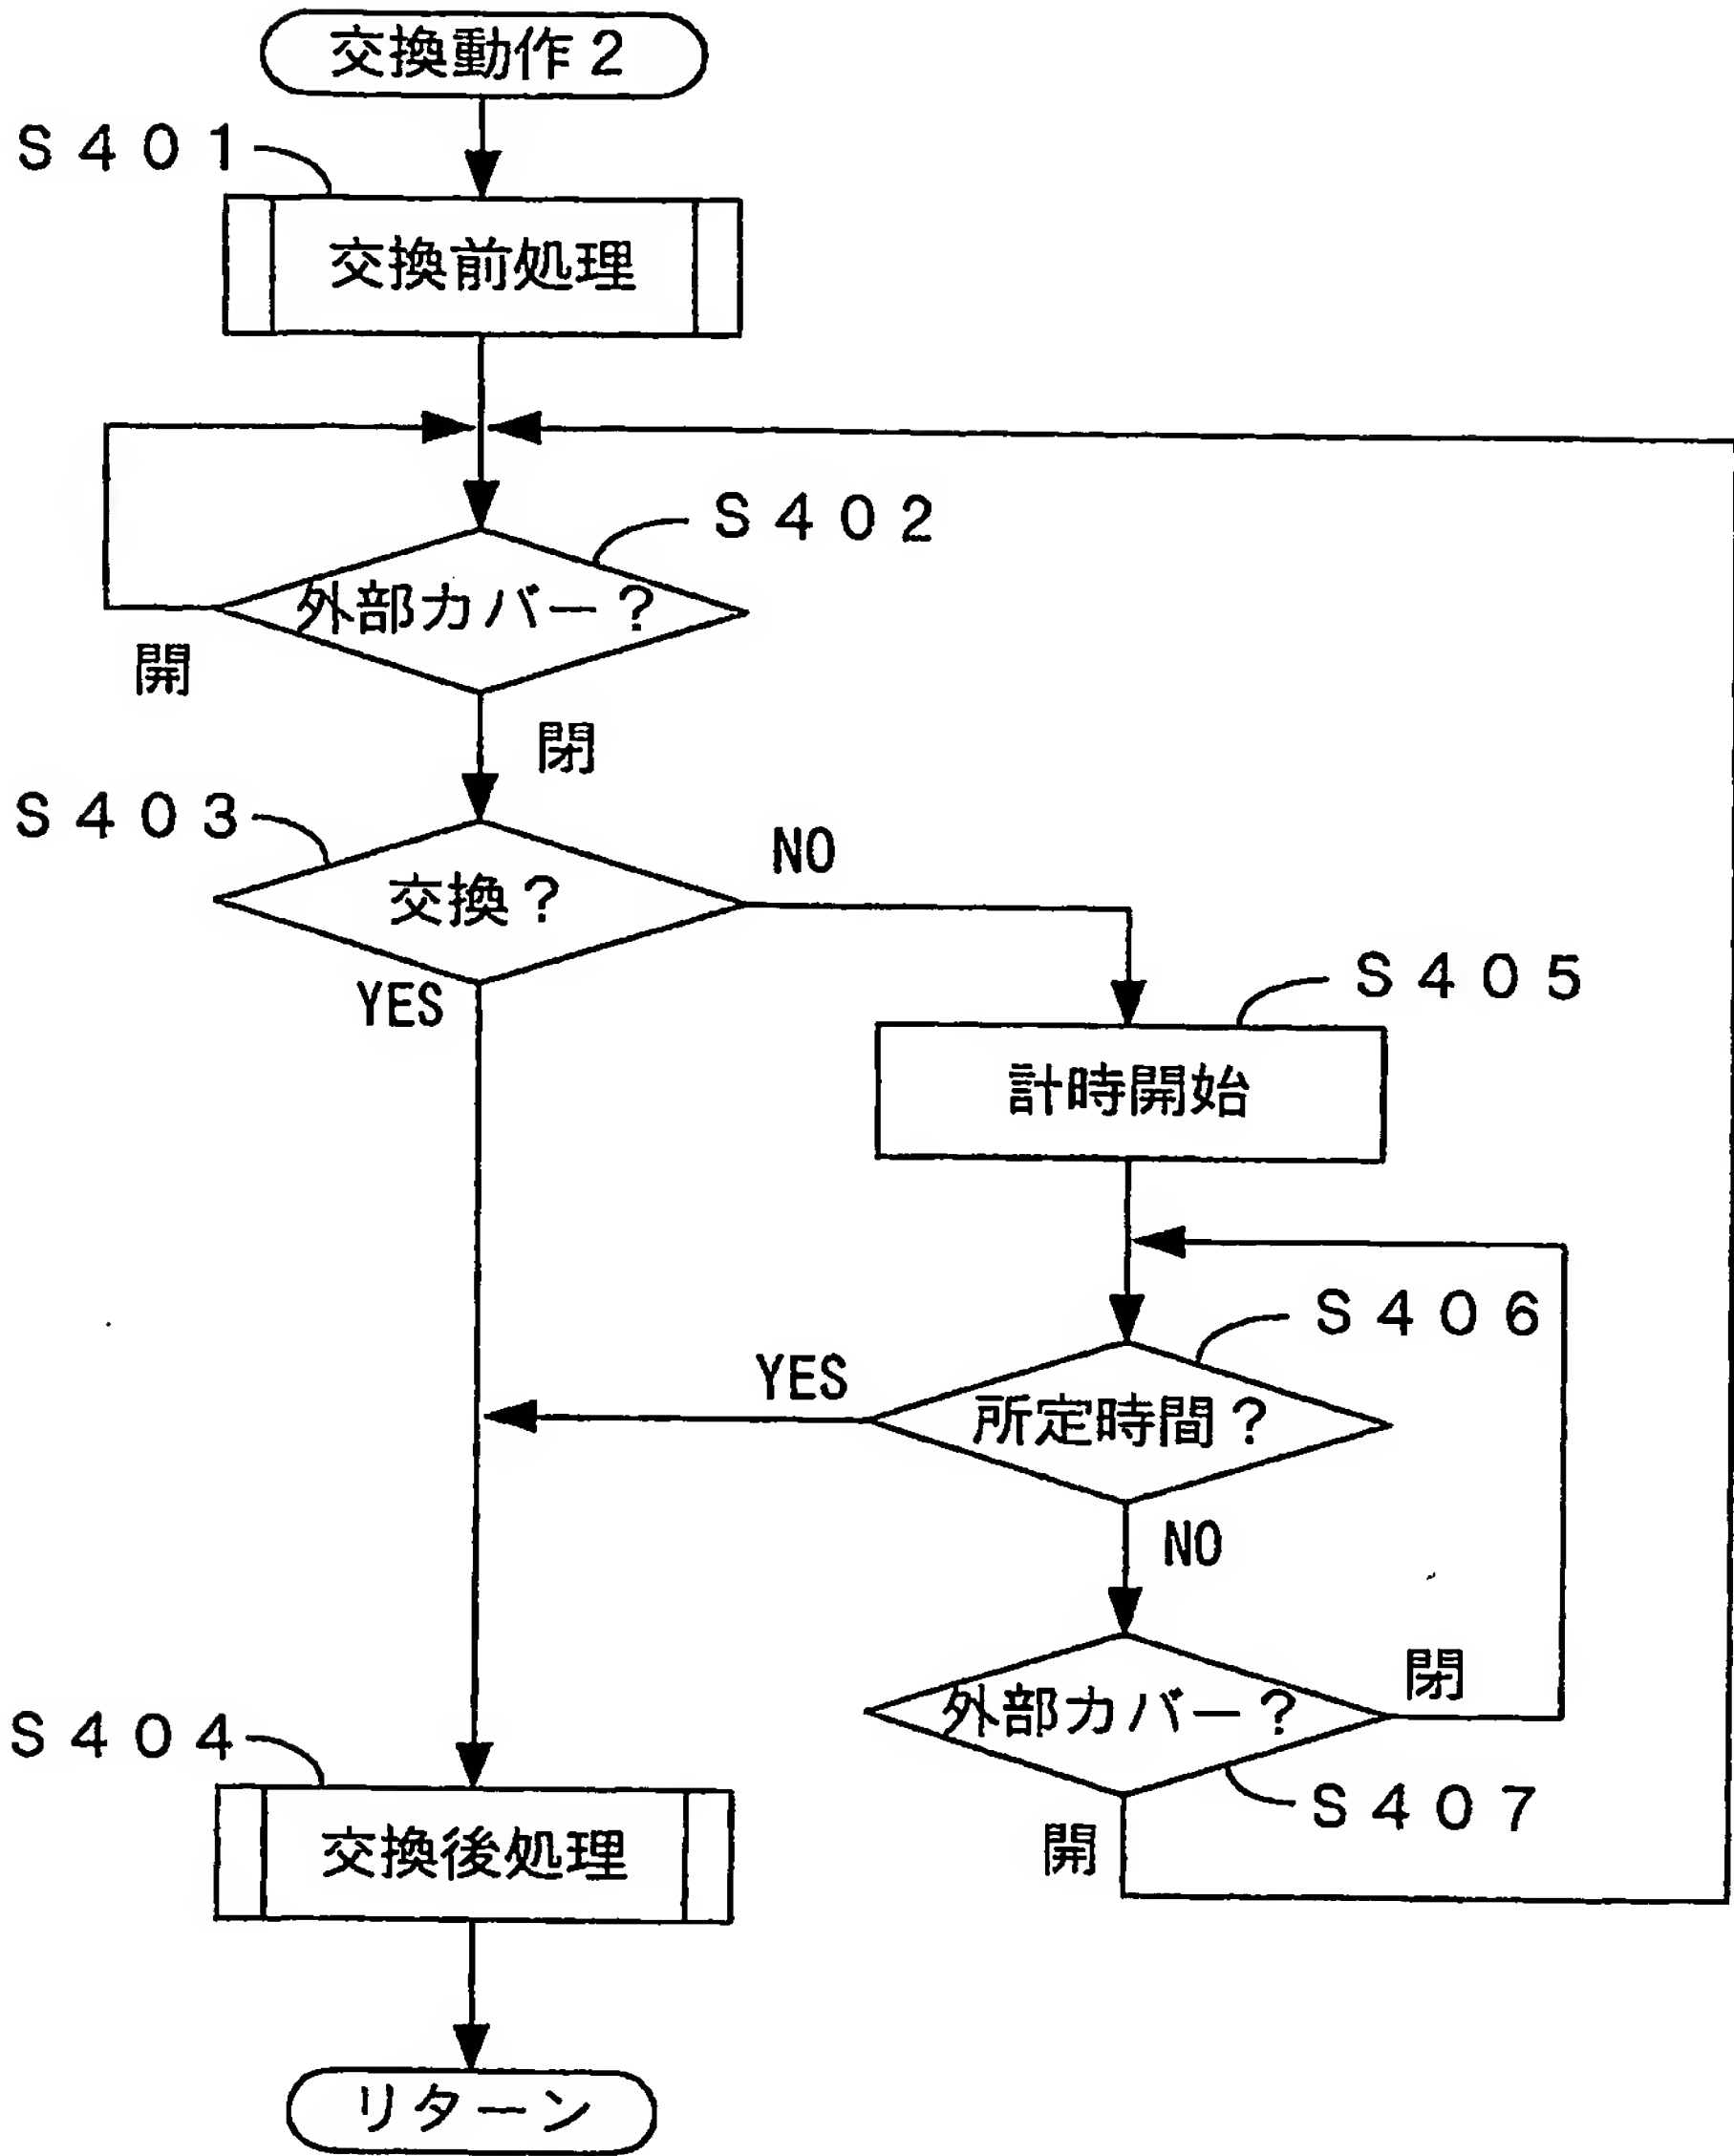 交換動作２
Ｓ４０１
交換前処理
Ｓ４０２
外部カバー？
開
閉
Ｓ４０３
交換？
NO
YES
Ｓ４０５
計時開始
Ｓ４０６
所定時間？
YES
NO
外部カバー？
閉
Ｓ４０７
開
Ｓ４０４
交換後処理
リターン